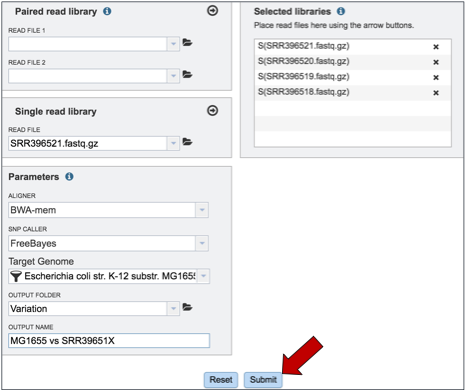 Paired read library
READ FILE 1
READ FILE 2
Single read library
READ FILE
SRR396521.fastq.gz
Selected libraries
Place read files here using the arrow buttons.
S(SRR396521.fastq.gz)
S(SRR396520.fastq.gz)
S(SRR396519.fastq.gz)
S(SRR396518.fastq.gz)
Parameters
ALIGNER
BWA-mem
SNP CALLER
FreeBayes
Target Genome
Escherichia coli str. K-12 substr. MG1655
OUTPUT FOLDER
Variation
OUTPUT NAME
MG1655 vs SRR39651X
Reset Submit